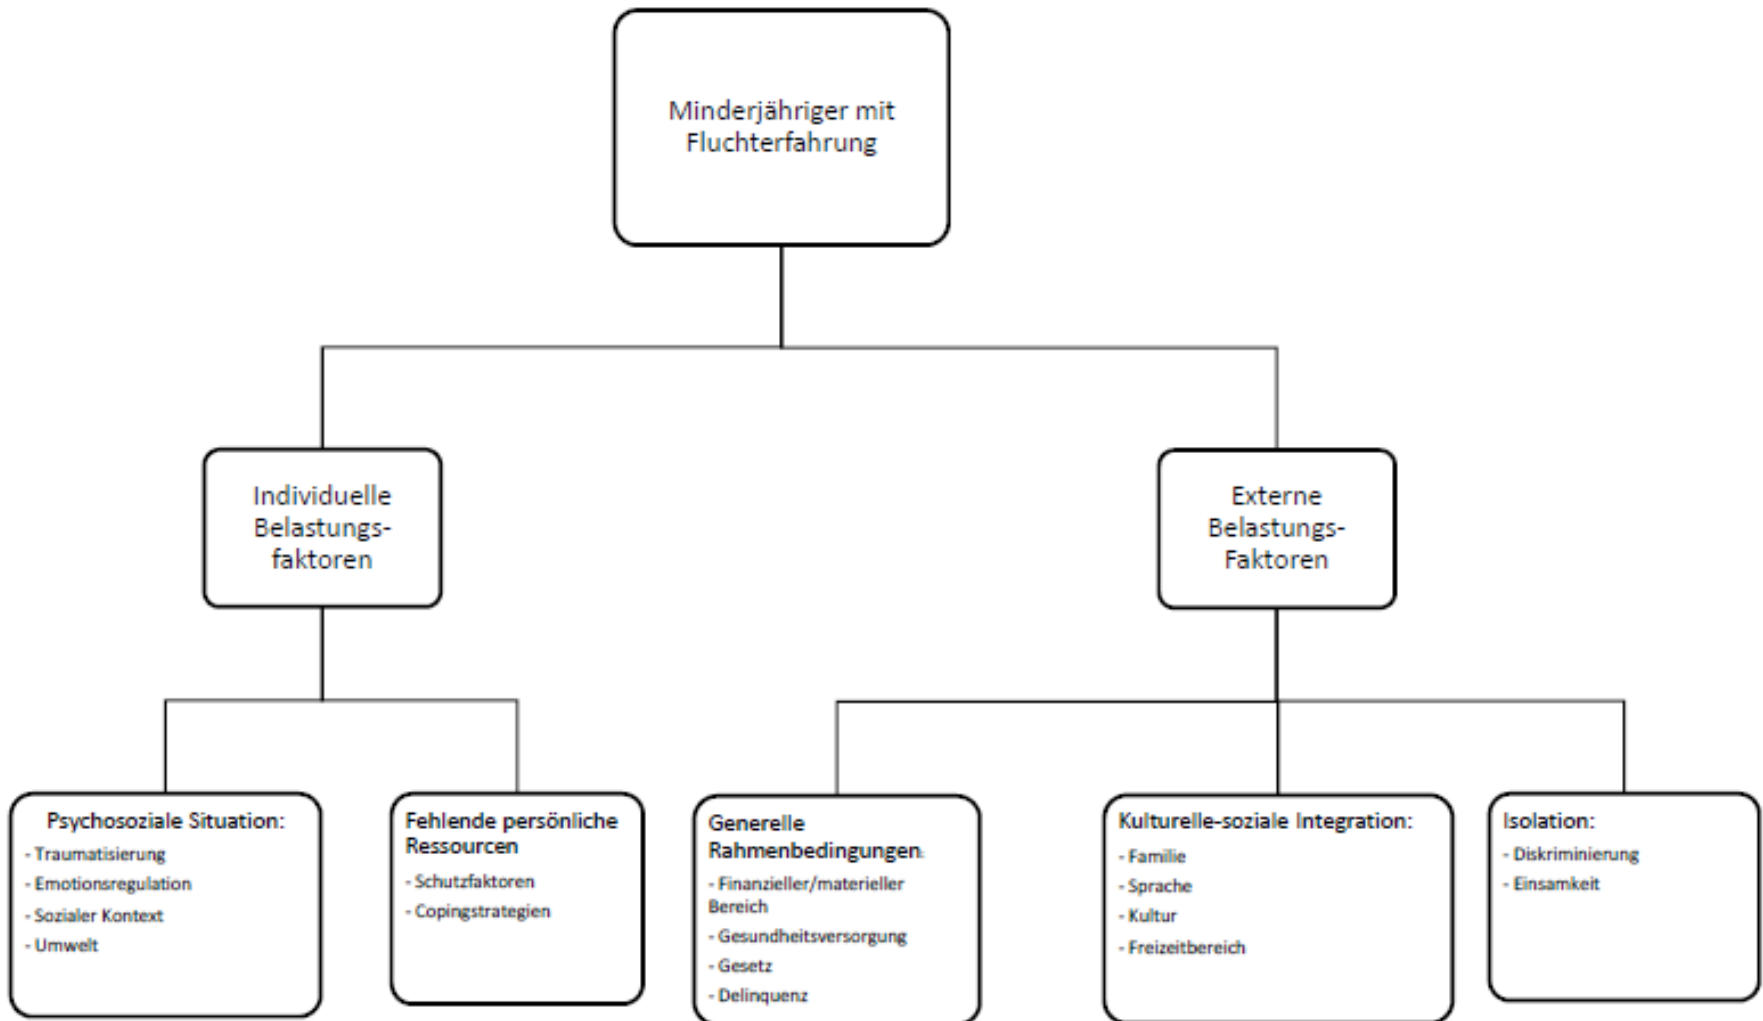 Minderjähriger mit
Fluchterfahrung
Individuelle
Belastungs-
faktoren
Externe
Belastungs-
Faktoren
Psychosoziale Situation:
- Traumatisierung
- Emotionsregulation
- Sozialer Kontext
- Umwelt
Fehlende persönliche
Ressourcen
- Schutzfaktoren
- Copingstrategien
Generelle
Rahmenbedingungen:
- Finanzieller/materieller
Bereich
- Gesundheitsversorgung
- Gesetz
- Delinquenz
Kulturelle-soziale Integration:
- Familie
- Sprache
- Kultur
- Freizeitbereich
Isolation:
- Diskriminierung
- Einsamkeit